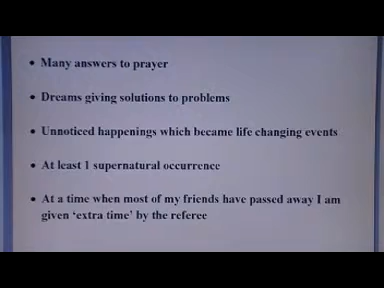 • Many answers to prayer
• Dreams giving solutions to problems
• Unnoticed happenings which became life changing events
• At least 1 supernatural occurrence
• At a time when most of my friends have passed away I am
given ‘extra time’ by the referee